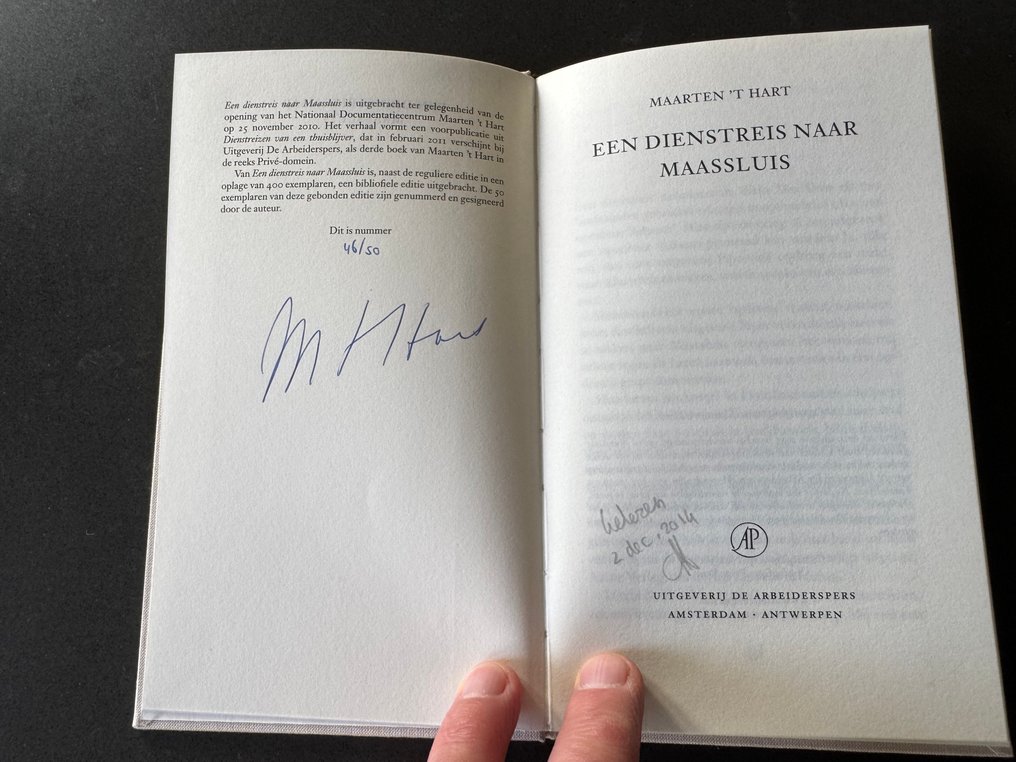 Een dienstreis naar Maassluis is uitgebracht ter gelegenheid van de
opening van het Nationaal Documentatiecentrum Maarten 't Hart
op 25 november 2010. Het verhaal vormt een voorpublicatie uit
Dienstreizen van een thuisblijver, dat in februari 2011 verschijnt bij
Uitgeverij De Arbeiderspers, als derde boek van Maarten 't Hart in
de reeks Privé-domein.
Van Een dienstreis naar Maassluis is, naast de reguliere editie in een
oplage van 400 exemplaren, een bibliofiele editie uitgebracht. De 50
exemplaren van deze gebonden editie zijn genummerd en gesigneerd
door de auteur.
Dit is nummer
46/50
M 't Hart
MAARTEN 'T HART
EEN DIENSTREIS NAAR
MAASSLUIS
Gelezen
2 dec. 2014
AP
UITGEVERIJ DE ARBEIDERSPERS
AMSTERDAM · ANTWERPEN